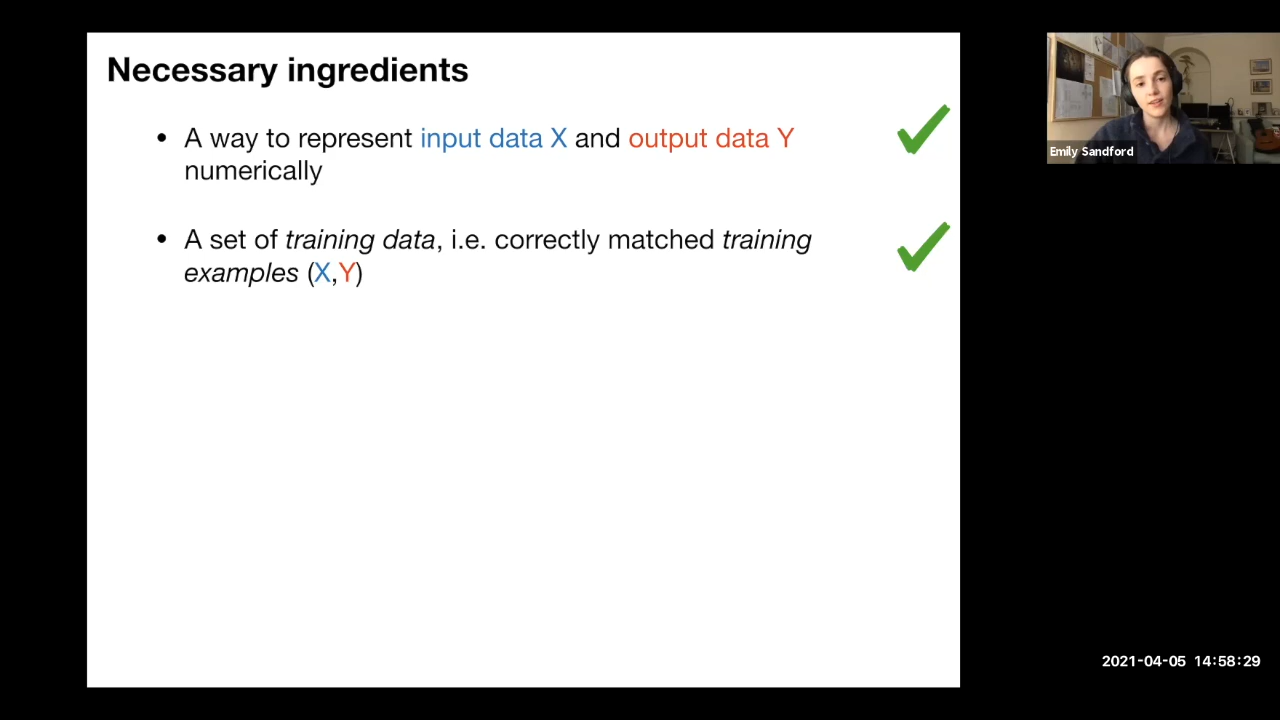 Necessary ingredients
• A way to represent input data X and output data Y
numerically
• A set of training data, i.e. correctly matched training
examples (X,Y)
Emily Sandford
2021-04-05 14:58:29